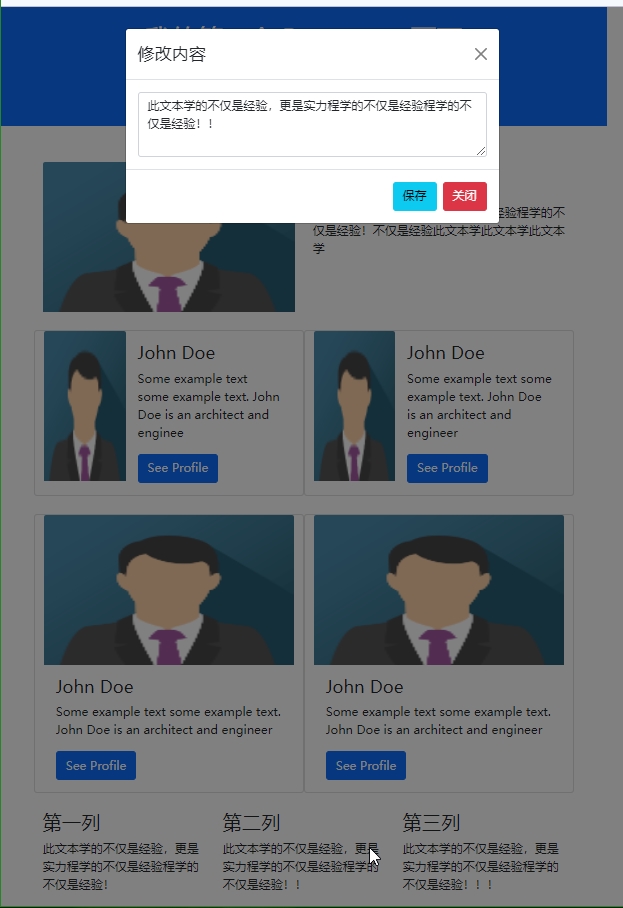 修改内容
此文本学的不仅是经验，更是实力程学的不仅是经验程学的不
仅是经验！！
保存 关闭
经验程学的不
仅是经验！不仅是经验此文本学此文本学此文本
学
John Doe
Some example text
some example text. John
Doe is an architect and
enginee
See Profile
John Doe
Some example text some
example text. John Doe
is an architect and
engineer
See Profile
John Doe
Some example text some example text.
John Doe is an architect and engineer
See Profile
John Doe
Some example text some example text.
John Doe is an architect and engineer
See Profile
第一列
此文本学的不仅是经验，更是
实力程学的不仅是经验程学的
不仅是经验！
第二列
此文本学的不仅是经验，更是
实力程学的不仅是经验程学的
不仅是经验！！
第三列
此文本学的不仅是经验，更是
实力程学的不仅是经验程学的
不仅是经验！！！